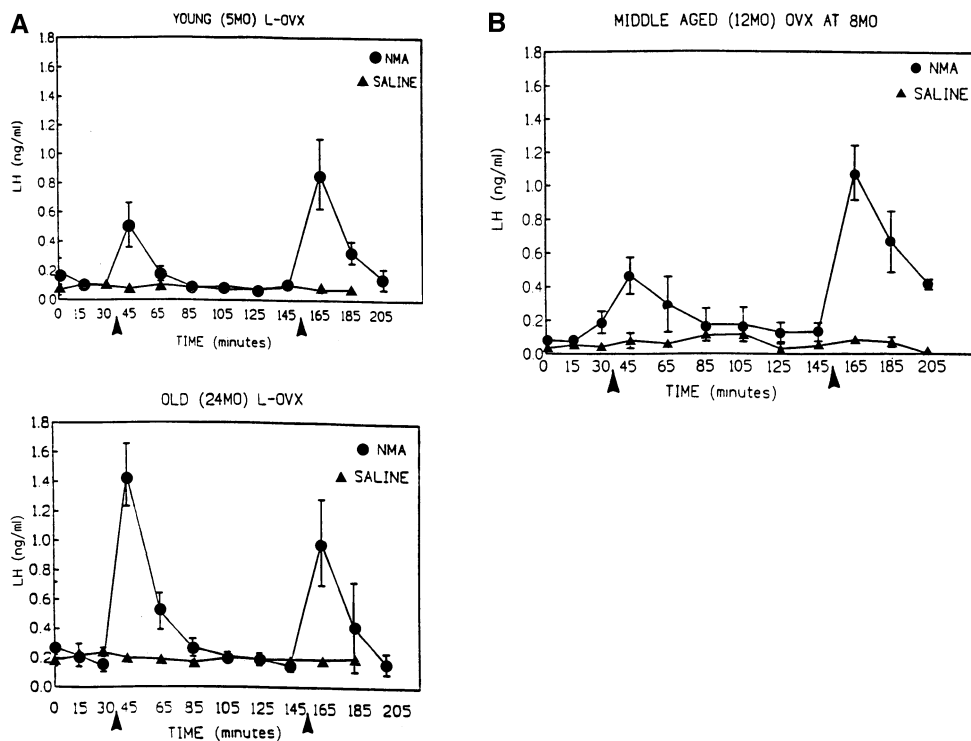 A
YOUNG (5MO) L-OVX
1.8
1.6
1.4
1.2
1.0
0.8
0.6
0.4
0.2
0.0
LH (ng/ml)
NMA
SALINE
0 15 30 45 65 85 105 125 145 165 185 205
TIME (minutes)
OLD (24MO) L-OVX
1.8
1.6
1.4
1.2
1.0
0.8
0.6
0.4
0.2
0.0
LH (ng/ml)
NMA
SALINE
0 15 30 45 65 85 105 125 145 165 185 205
TIME (minutes)
B
MIDDLE AGED (12MO) OVX AT 8MO
1.8
1.6
1.4
1.2
1.0
0.8
0.6
0.4
0.2
0.0
LH (ng/ml)
NMA
SALINE
0 15 30 45 65 85 105 125 145 165 185 205
TIME (minutes)